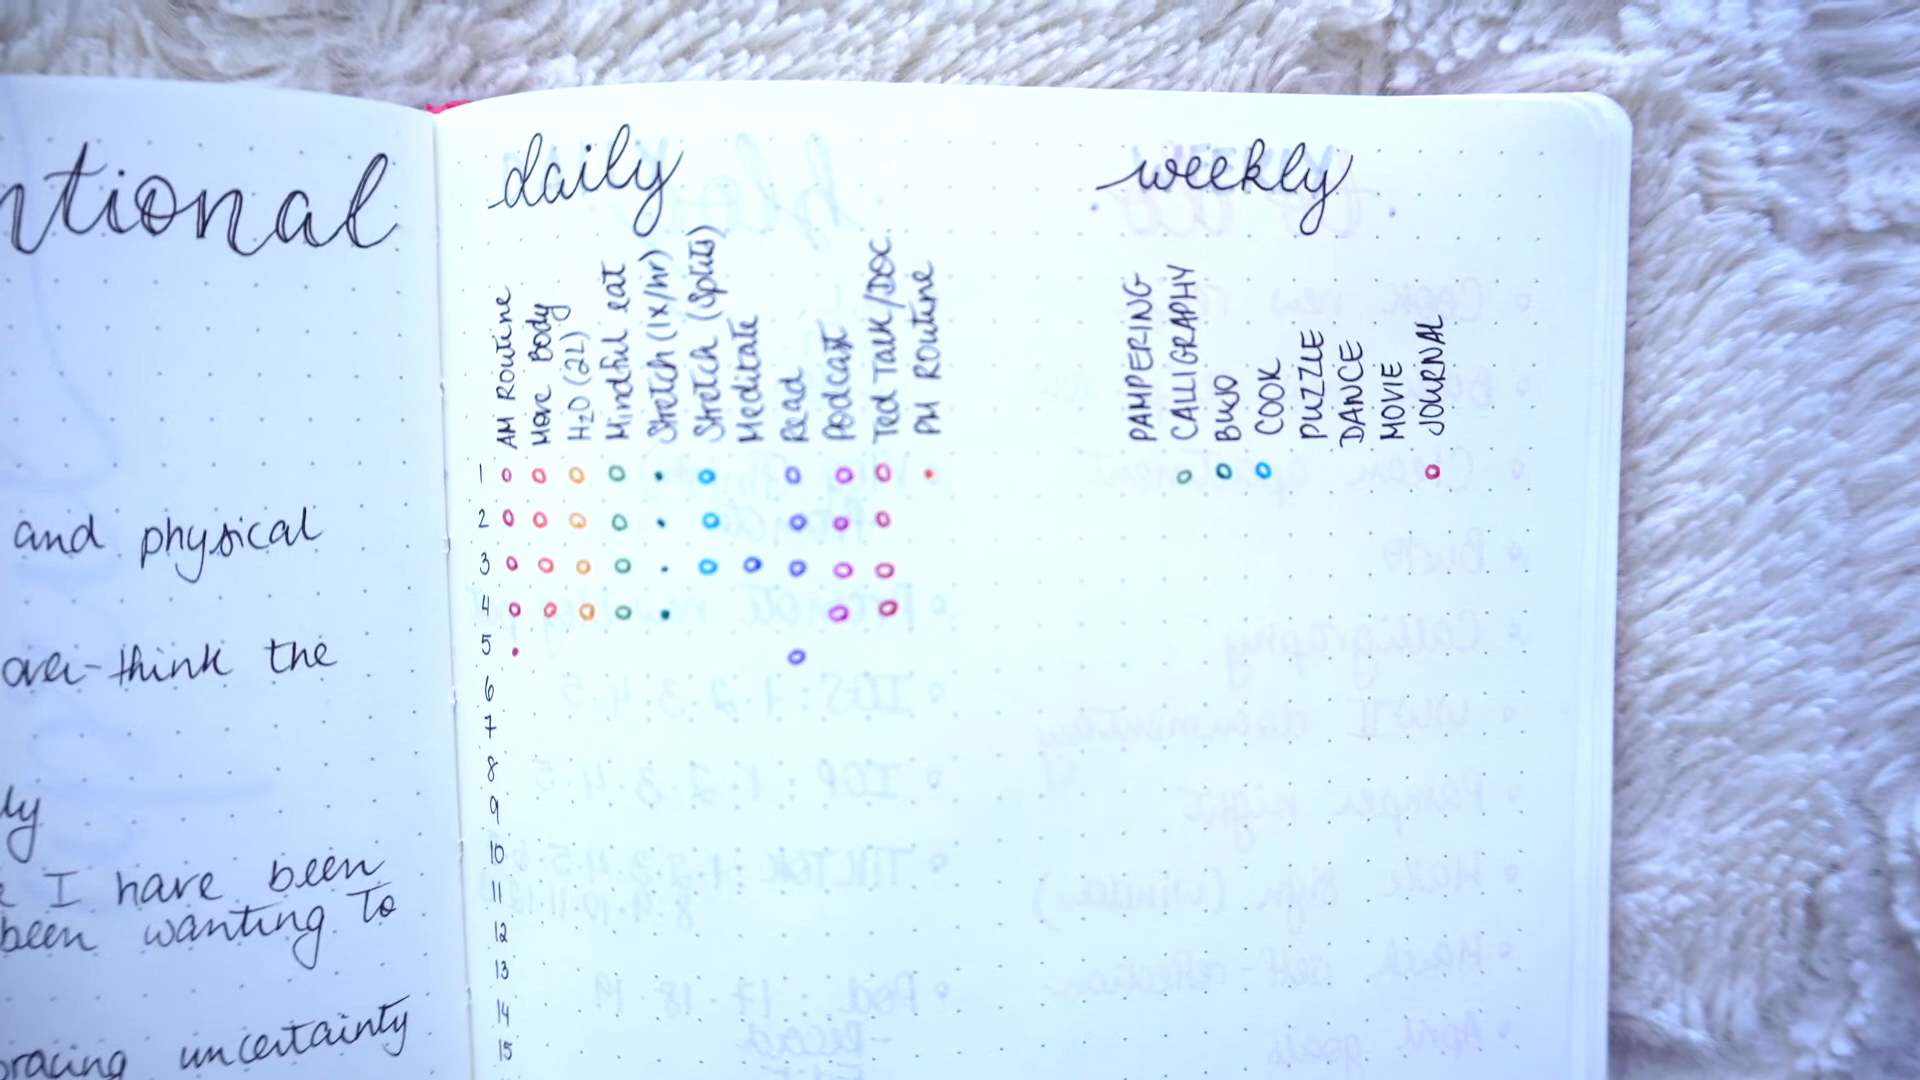 ntional
and physical
over-think the
ly
I have been
been wanting to
bracing uncertainty
daily
AM ROUTINE
Move Body
H2O (2L)
Mindful eat
Stretch (1x/hr)
Stretch (Splits)
Meditate
Read
Podcast
Ted Talk/DOC
PM ROUTINE
1
2
3
4
5
6
7
8
9
10
11
12
13
14
15
weekly
PAMPERING
CALLIGRAPHY
BUJO
COOK
PUZZLE
DANCE
MOVIE
JOURNAL